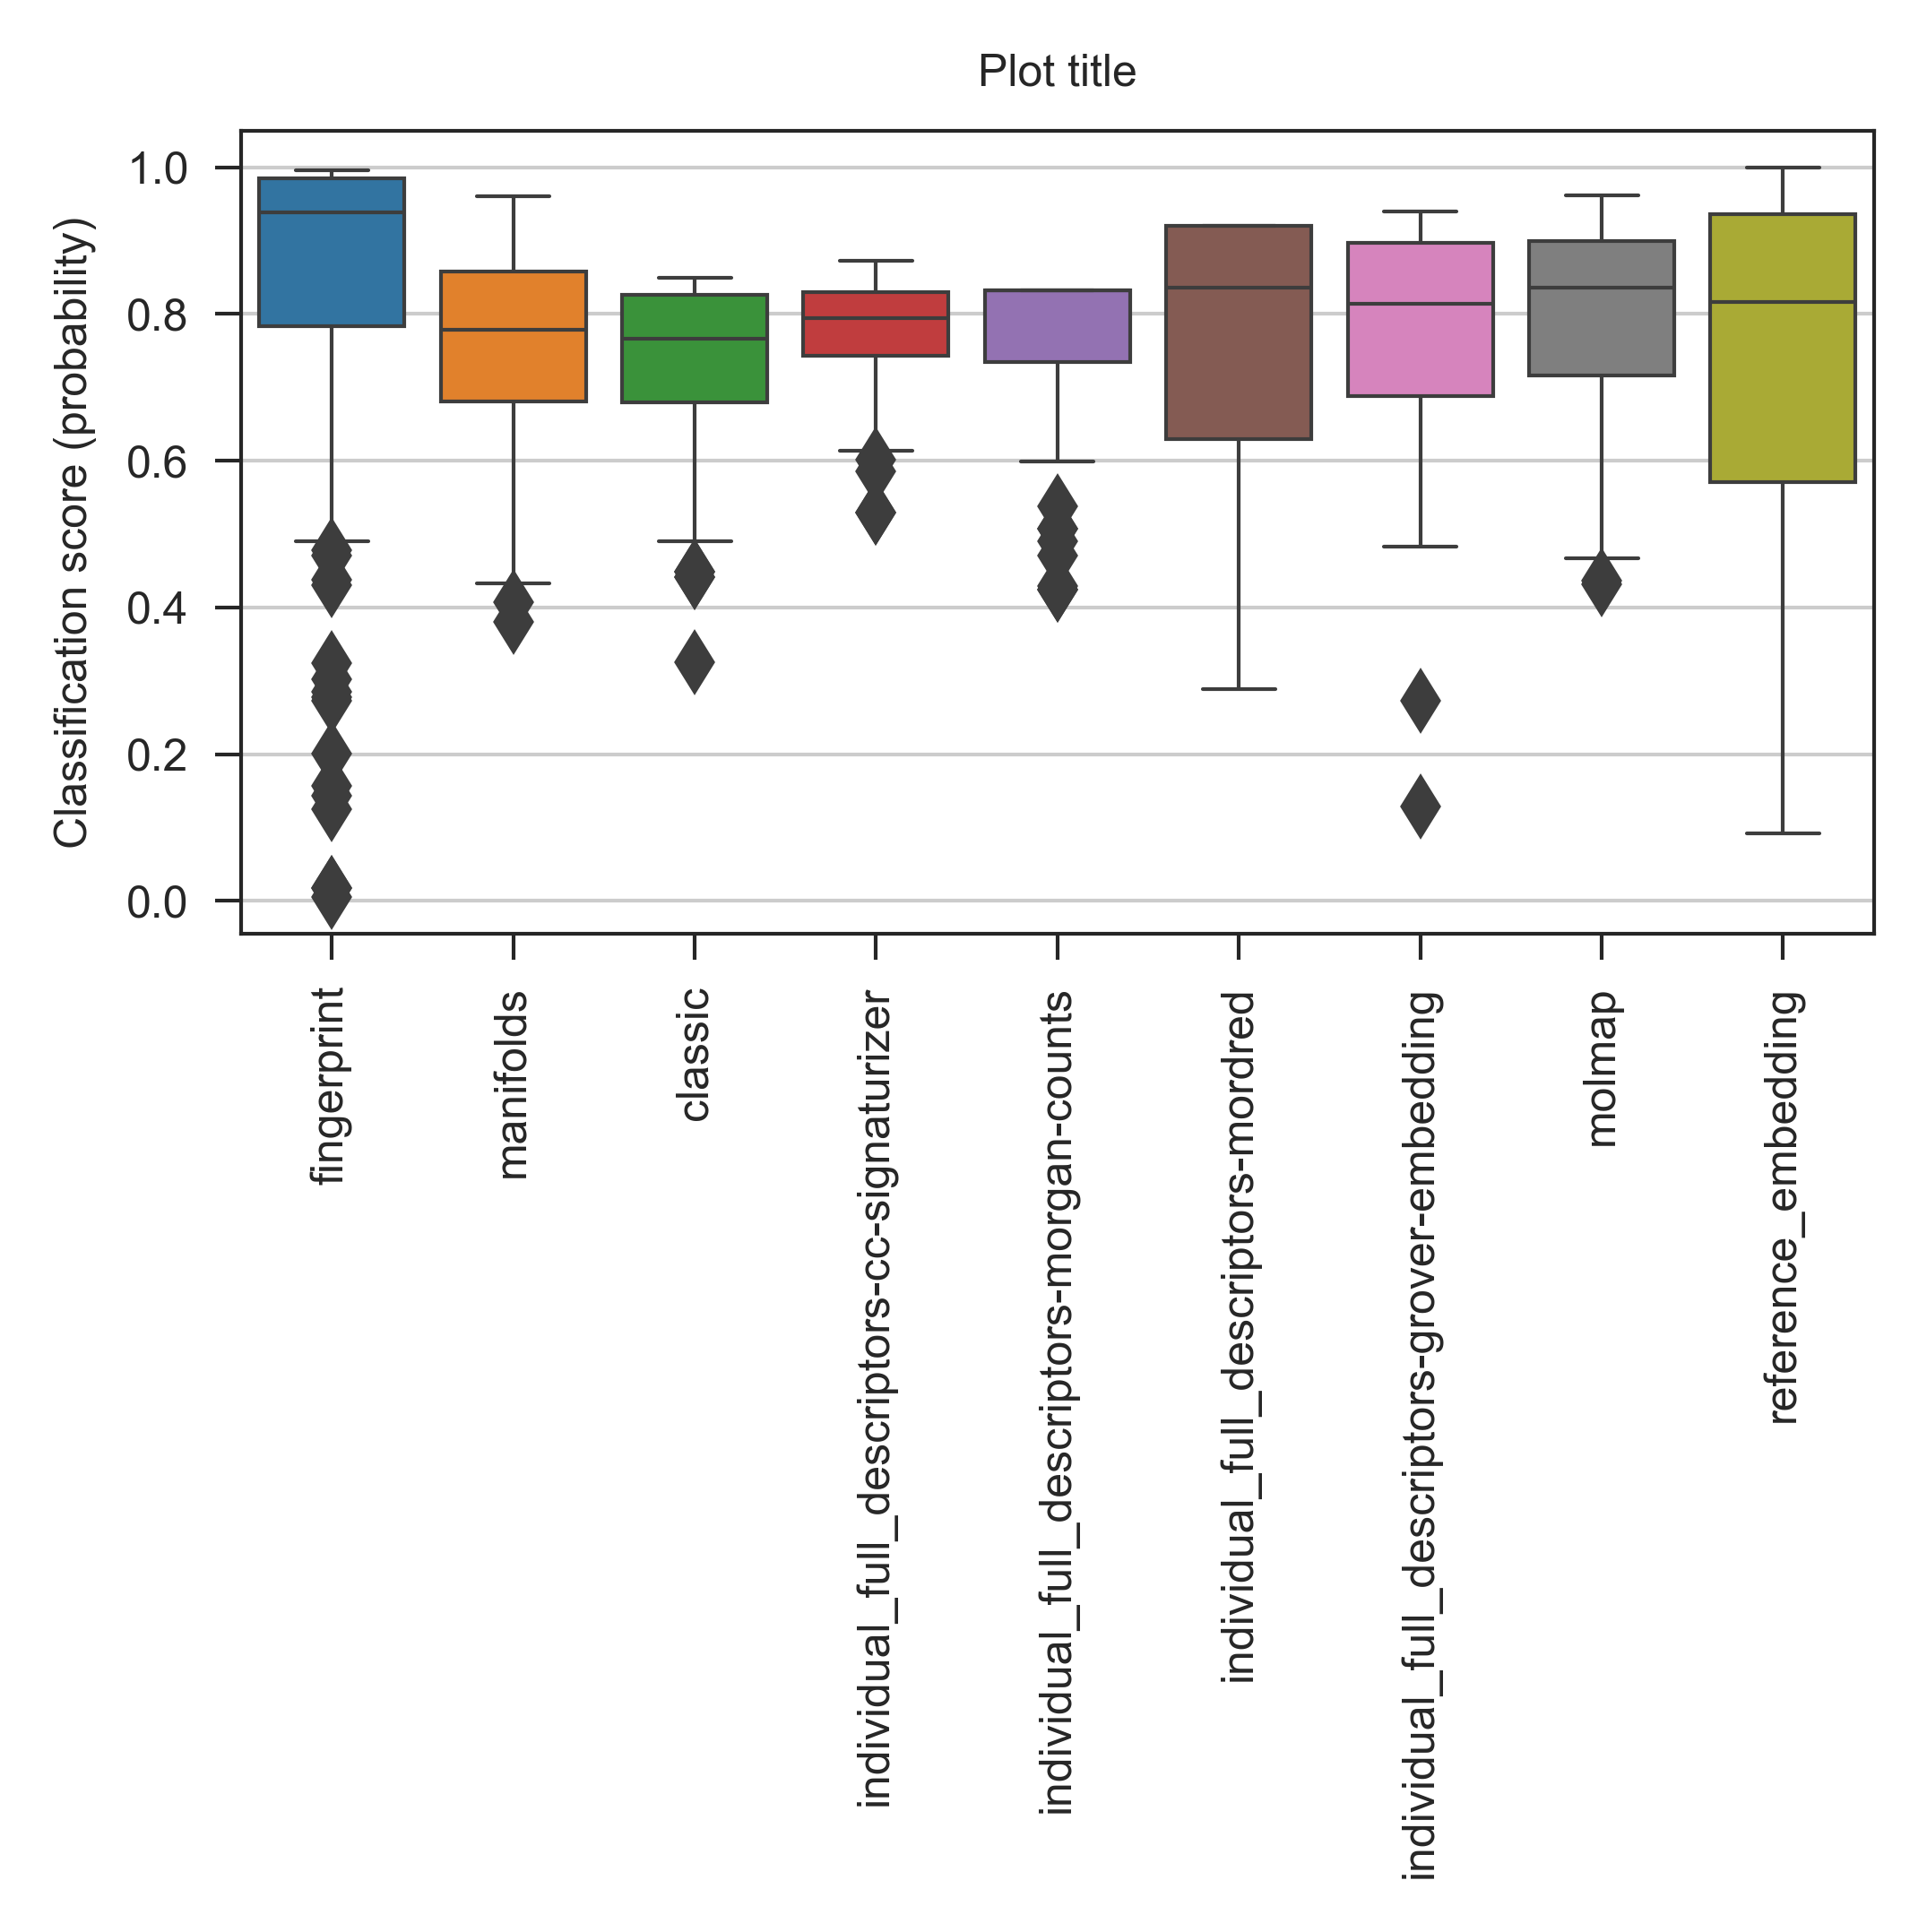 Plot title
Classification score (probability)
1.0
0.8
0.6
0.4
0.2
0.0
fingerprint
manifolds
classic
individual_full_descriptors-cc-signaturizer
individual_full_descriptors-morgan-counts
individual_full_descriptors-mordred
individual_full_descriptors-grover-embedding
molmap
reference_embedding